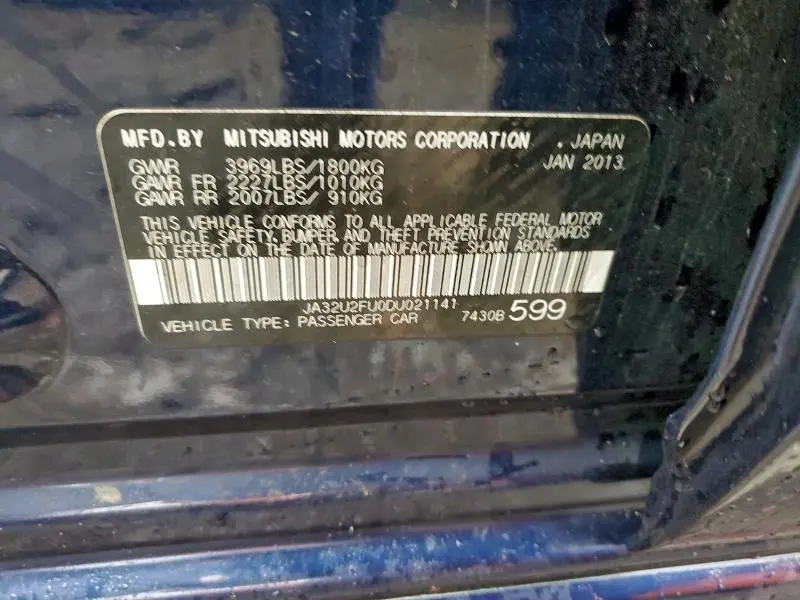 MFD.BY MITSUBISHI MOTORS CORPORATION . JAPAN
GVWR 3969LBS/1800KG JAN 2013
GAWR FR 2227LBS/1010KG
GAWR RR 2007LBS/ 910KG
THIS VEHICLE CONFORMS TO ALL APPLICABLE FEDERAL MOTOR
VEHICLE SAFETY, BUMPER AND THEFT PREVENTION STANDARDS
IN EFFECT ON THE DATE OF MANUFACTURE SHOWN ABOVE.
JA32U2FU0DU021141
VEHICLE TYPE: PASSENGER CAR 7430B 599